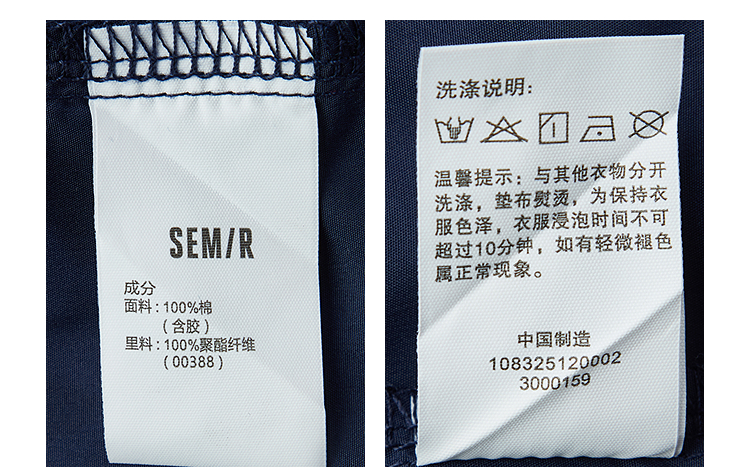 SEM/R
成分
面料:100%棉
(含胶)
里料:100%聚酯纤维
(00388)
洗涤说明:
温馨提示:与其他衣物分开
洗涤,垫布熨烫,为保持衣
服色泽,衣服浸泡时间不可
超过10分钟,如有轻微褪色
属正常现象。
中国制造
108325120002
3000159